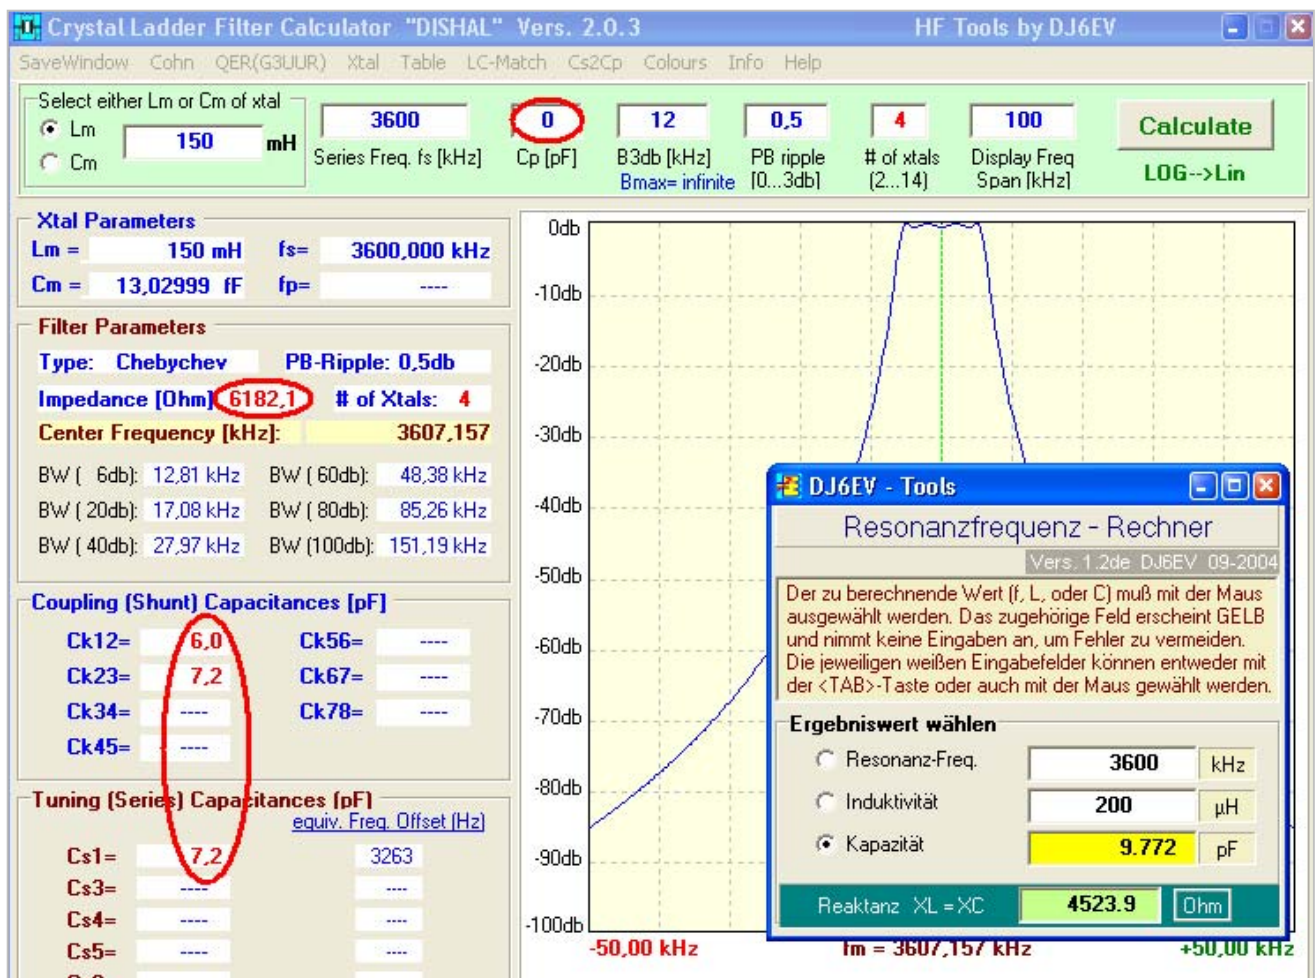 Crystal Ladder Filter Calculator "DISHAL" Vers. 2.0.3 HF Tools by DJ6EV
SaveWindow Cohn QER(G3UUR) Xtal Table LC-Match Cs2Cp Colours Info Help
Select either Lm or Cm of xtal
Lm
Cm
150 mH
3600
Series Freq. fs [kHz]
0
Cp [pF]
12
B3db [kHz]
Bmax= infinite
0,5
PB ripple
[0...3db]
4
# of xtals
(2...14)
100
Display Freq
Span [kHz]
Calculate
LOG-->Lin
Xtal Parameters
Lm = 150 mH fs= 3600,000 kHz
Cm = 13,02999 fF fp= ----
Filter Parameters
Type: Chebychev PB-Ripple: 0,5db
Impedance [Ohm] 6182,1 # of Xtals: 4
Center Frequency [kHz]: 3607,157
BW ( 6db): 12,81 kHz BW ( 60db): 48,38 kHz
BW ( 20db): 17,08 kHz BW ( 80db): 85,26 kHz
BW ( 40db): 27,97 kHz BW (100db): 151,19 kHz
Coupling (Shunt) Capacitances [pF]
Ck12= 6,0 Ck56= ----
Ck23= 7,2 Ck67= ----
Ck34= ---- Ck78= ----
Ck45= ----
Tuning (Series) Capacitances (pF)
equiv. Freq. Offset (Hz)
Cs1= 7,2 3263
Cs3= ---- ----
Cs4= ---- ----
Cs5= ---- ----
0db
-10db
-20db
-30db
-40db
-50db
-60db
-70db
-80db
-90db
-100db
-50,00 kHz fm = 3607,157 kHz +50,00 kHz
DJ6EV - Tools
Resonanzfrequenz - Rechner
Vers. 1.2de DJ6EV 09-2004
Der zu berechnende Wert (f, L, oder C) muß mit der Maus
ausgewählt werden. Das zugehörige Feld erscheint GELB
und nimmt keine Eingaben an, um Fehler zu vermeiden.
Die jeweiligen weißen Eingabefelder können entweder mit
der <TAB>-Taste oder auch mit der Maus gewählt werden.
Ergebniswert wählen
Resonanz-Freq. 3600 kHz
Induktivität 200 µH
Kapazität 9.772 pF
Reaktanz XL = XC 4523.9 Ohm